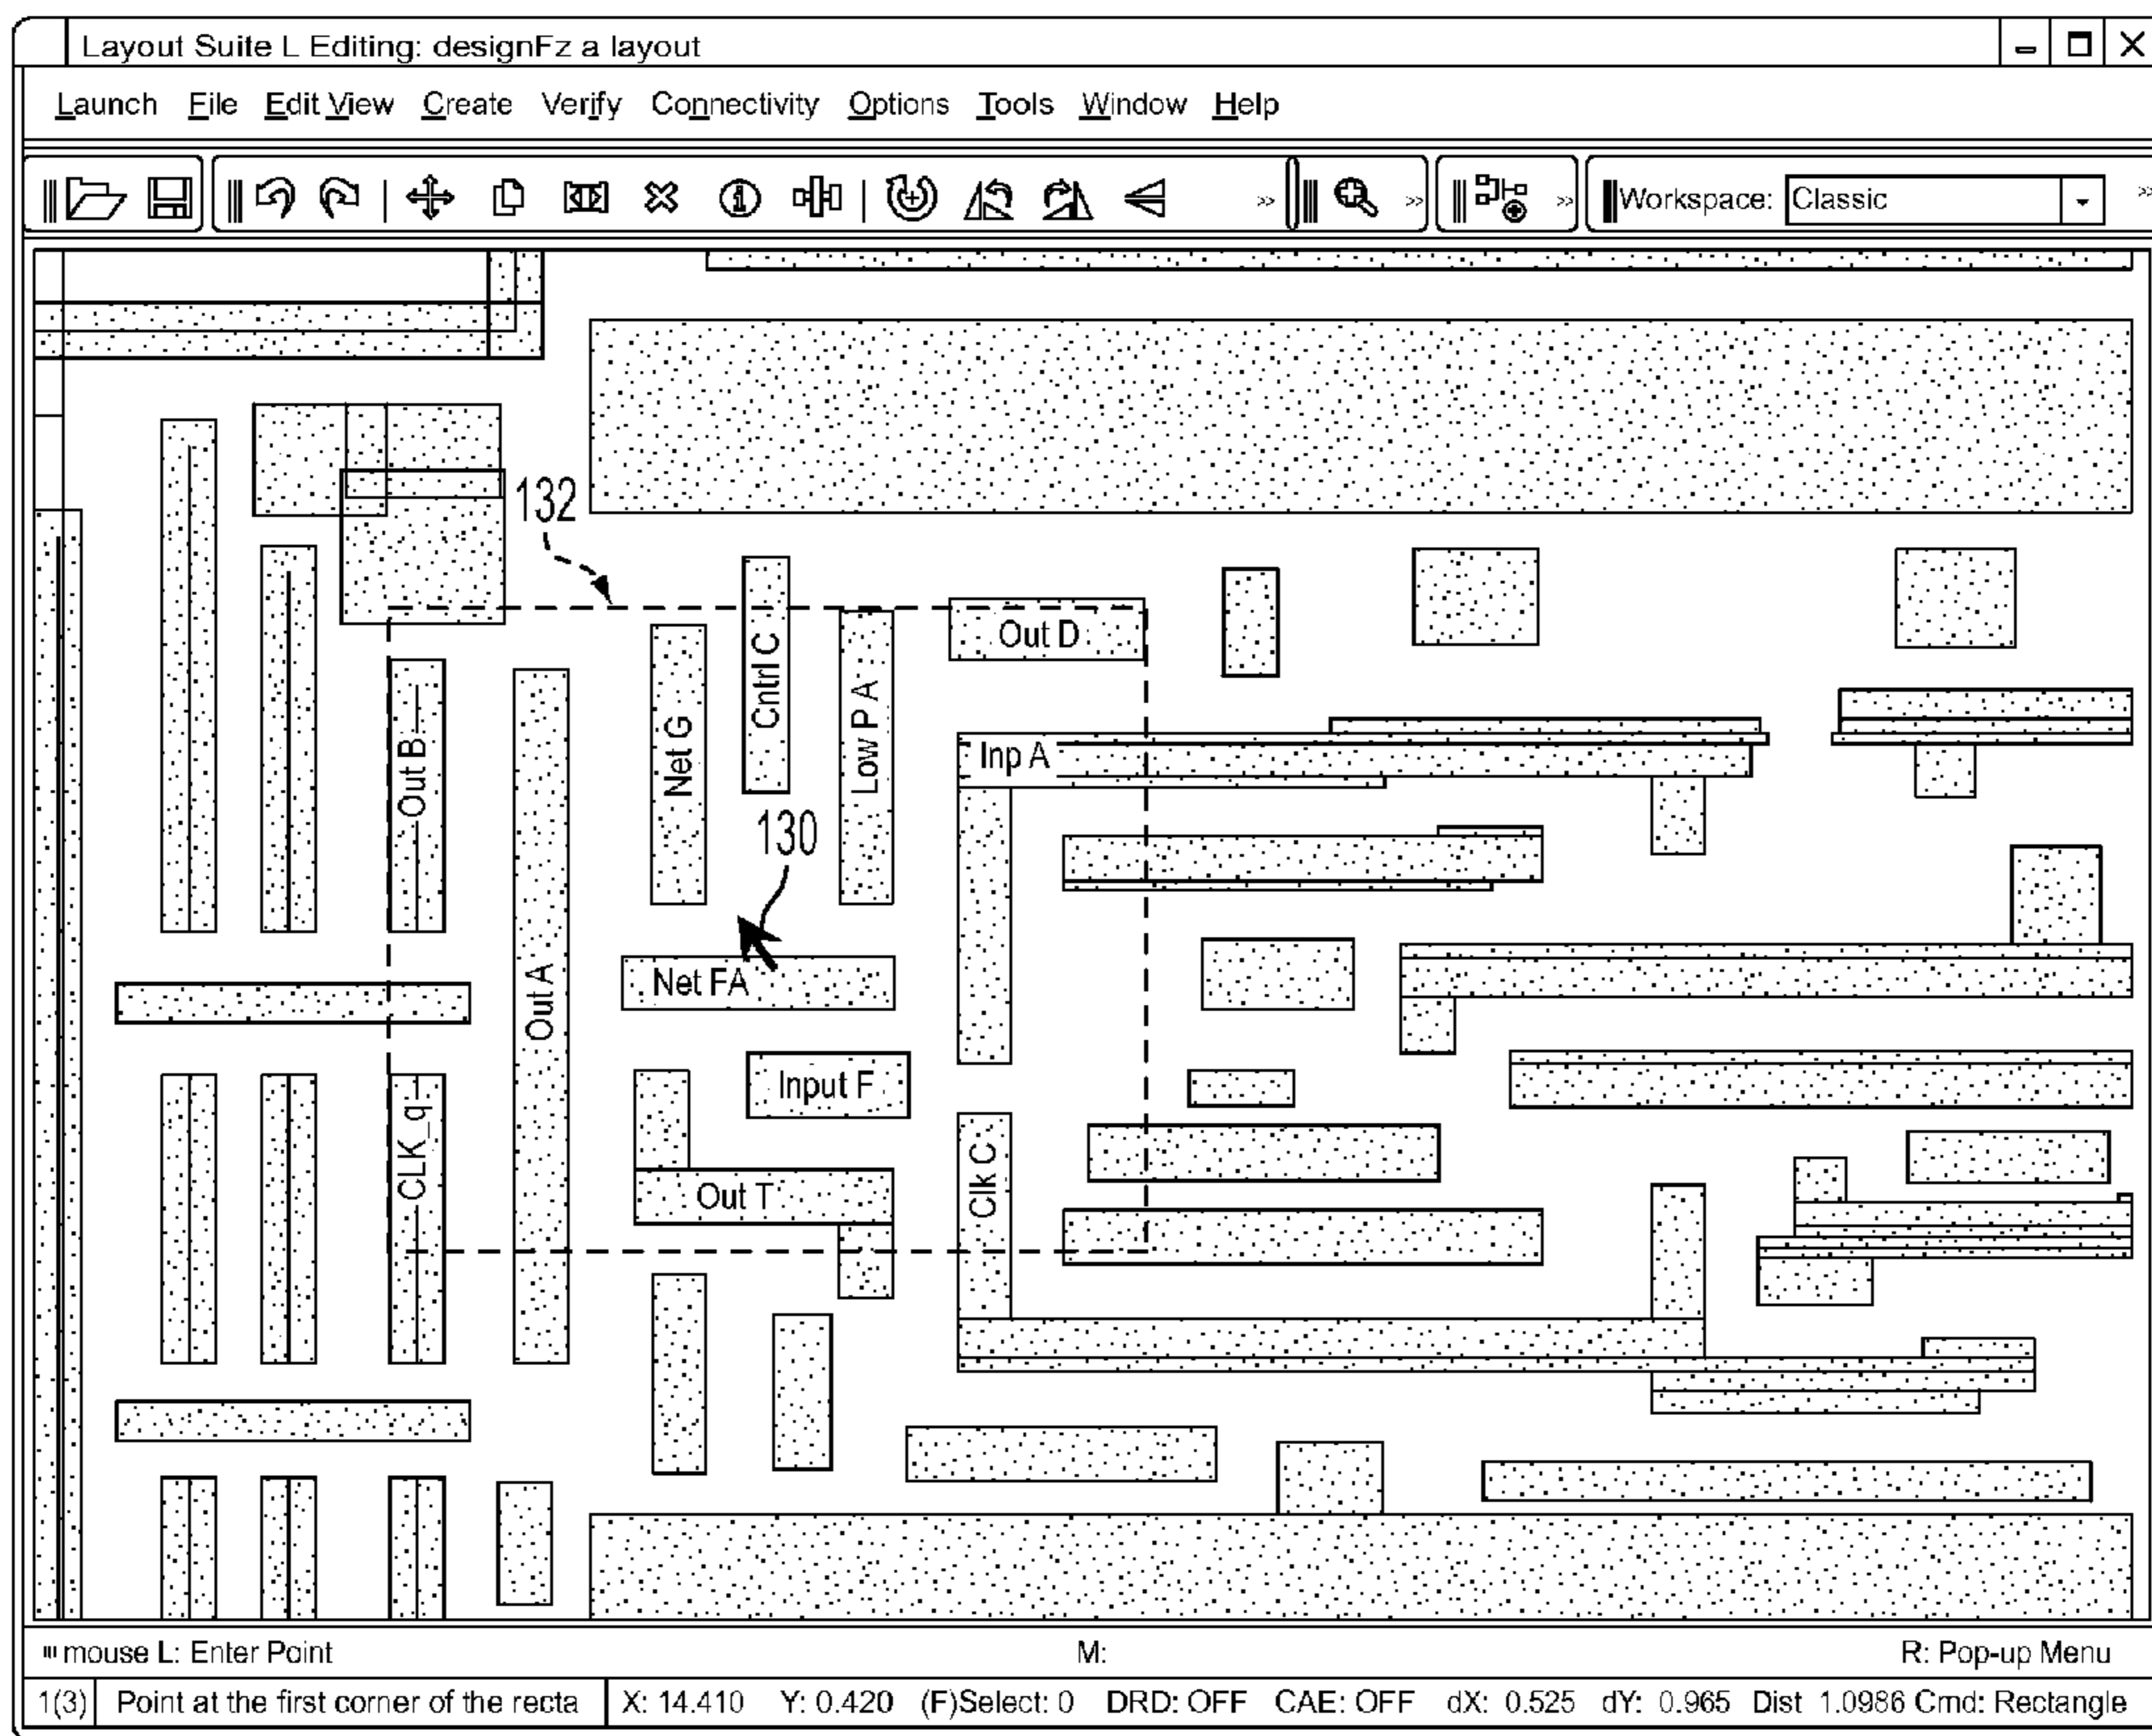 Layout Suite L Editing: designFz a layout
Launch File Edit View Create Verify Connectivity Options Tools Window Help
Workspace: Classic
132
Cntrl C
Out D
Net G
Low P A
Out B
Inp A
130
Out A
Net FA
Input F
CLK_q
Clk C
Out T
mouse L: Enter Point M: R: Pop-up Menu
1(3) Point at the first corner of the recta X: 14.410 Y: 0.420 (F)Select: 0 DRD: OFF CAE: OFF dX: 0.525 dY: 0.965 Dist 1.0986 Cmd: Rectangle